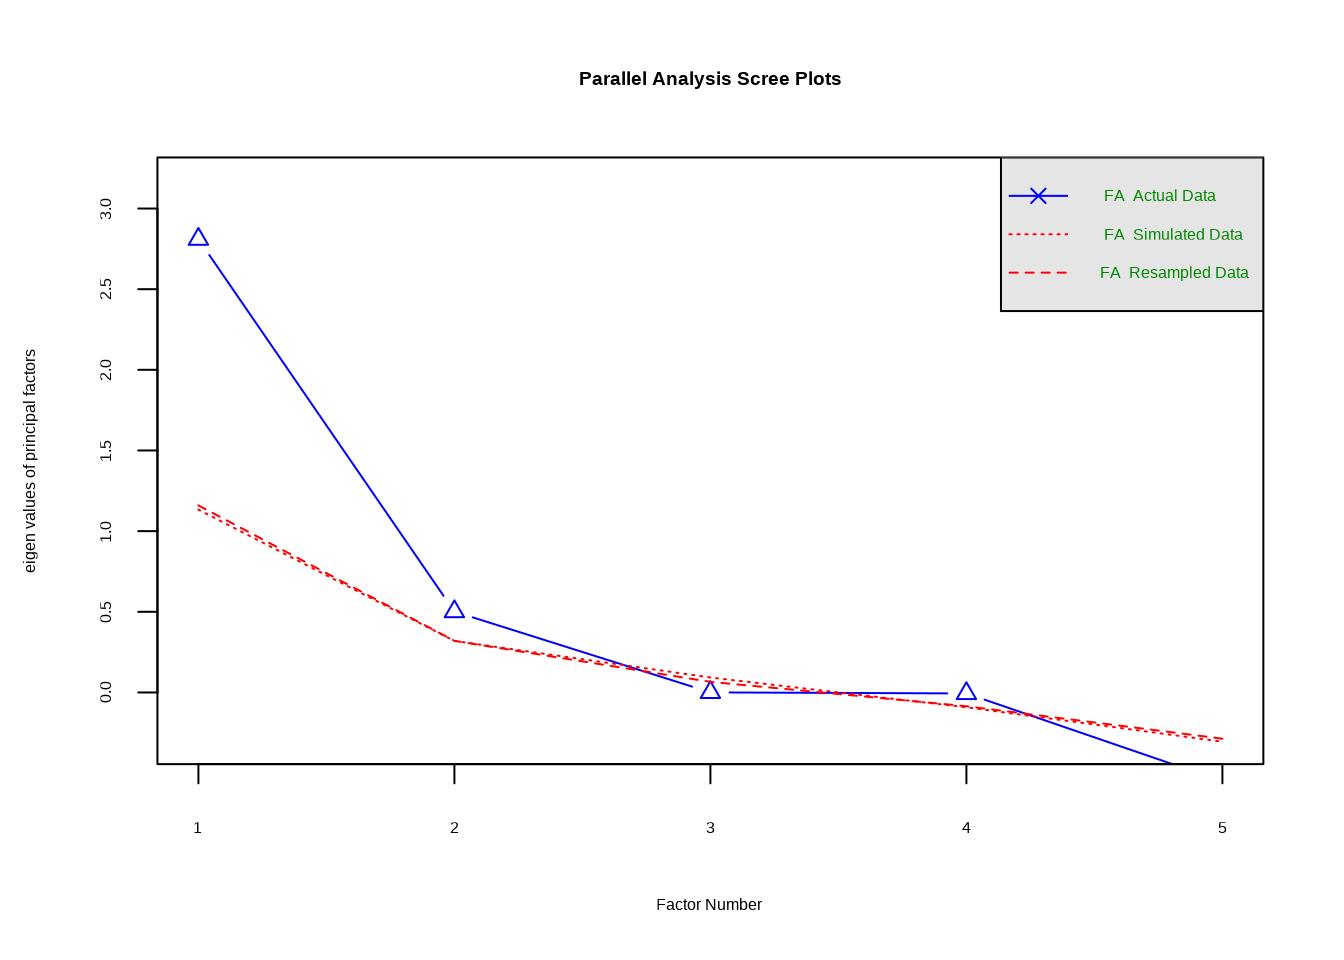 Parallel Analysis Scree Plots
FA  Actual Data
FA  Simulated Data
FA  Resampled Data
3.0
2.5
2.0
1.5
1.0
0.5
0.0
eigen values of principal factors
1 2 3 4 5
Factor Number